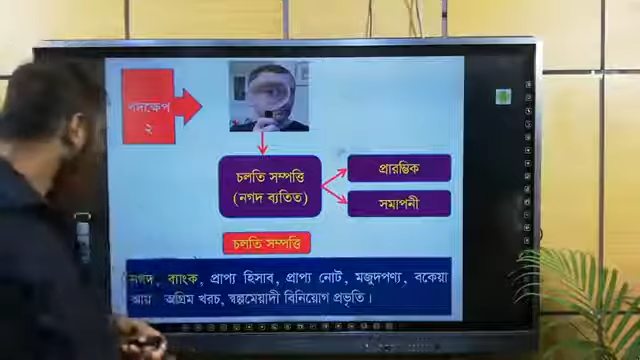 পদক্ষেপ
২
চলতি সম্পত্তি
(নগদ ব্যতিত)
প্রারম্ভিক
সমাপনী
চলতি সম্পত্তি
নগদ, ব্যাংক, প্রাপ্য হিসাব, প্রাপ্য নোট, মজুদপণ্য, বকেয়া
আয় অগ্রিম খরচ, স্বল্পমেয়াদী বিনিয়োগ প্রভৃতি।